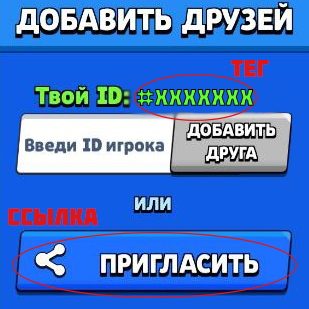 ДОБАВИТЬ ДРУЗЕЙ
ТЕГ
Твой ID: #XXXXXXX
Введи ID игрока
ДОБАВИТЬ
ДРУГА
ИЛИ
ССЫЛКА
ПРИГЛАСИТЬ